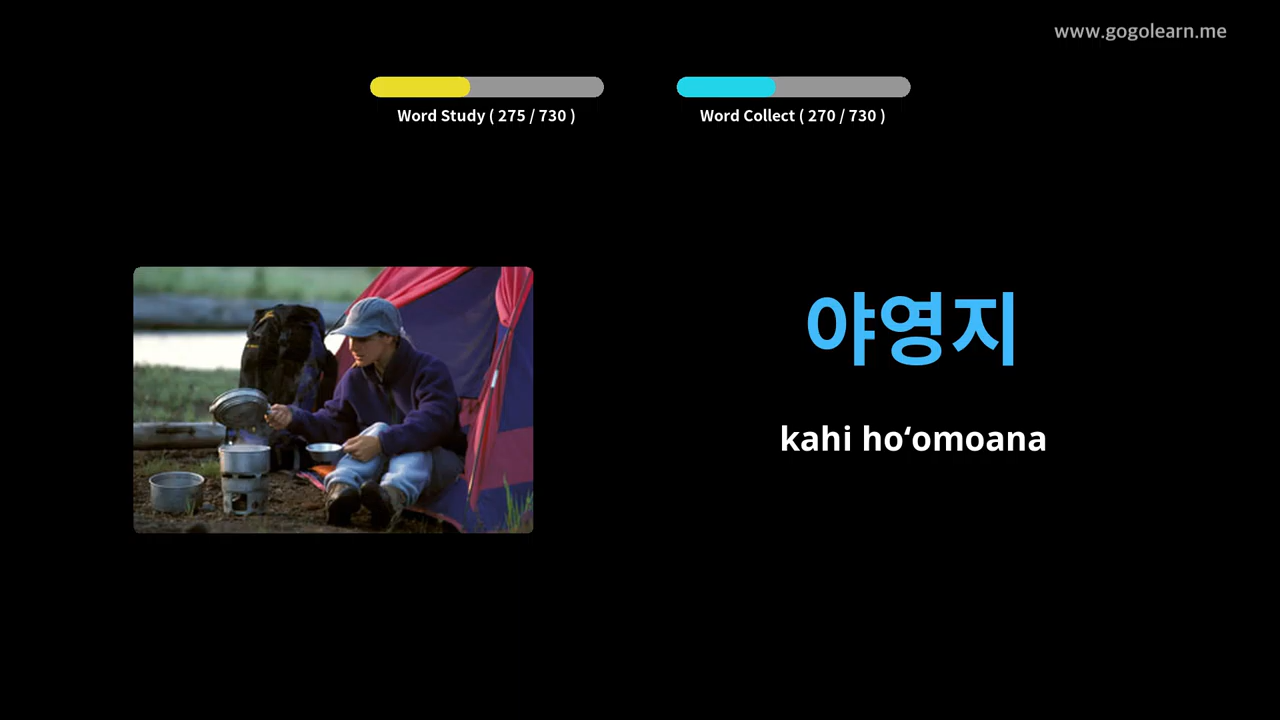 www.gogolearn.me
Word Study ( 275 / 730 )
Word Collect ( 270 / 730 )
야영지
kahi hoʻomoana